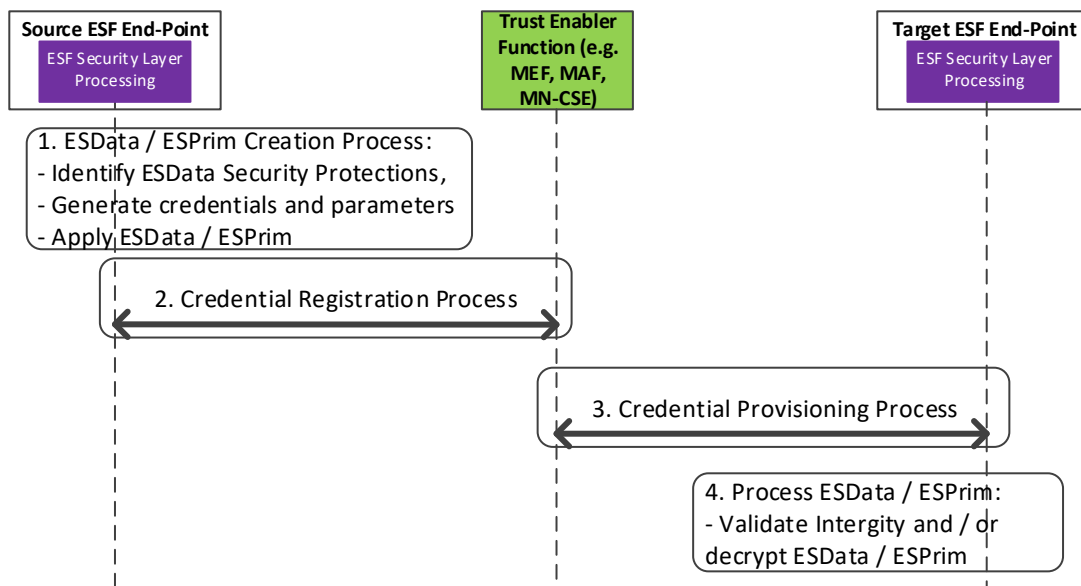 Source ESF End-Point
ESF Security Layer
Processing
Trust Enabler
Function (e.g.
MEF, MAF,
MN-CSE)
Target ESF End-Point
ESF Security Layer
Processing
1. ESData / ESPrim Creation Process:
- Identify ESData Security Protections,
- Generate credentials and parameters
- Apply ESData / ESPrim
2. Credential Registration Process
3. Credential Provisioning Process
4. Process ESData / ESPrim:
- Validate Intergity and / or
decrypt ESData / ESPrim